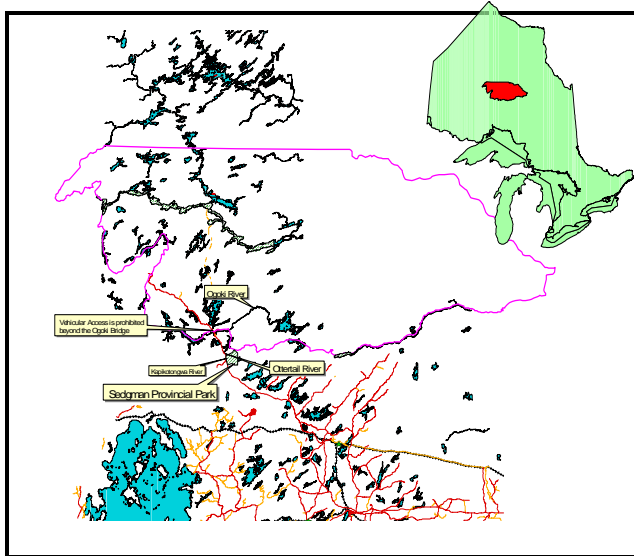 Ogoki River
Vehicular Access is prohibited
beyond the Ogoki Bridge
Kapikotongwa River
Ottertail River
Sedgman Provincial Park